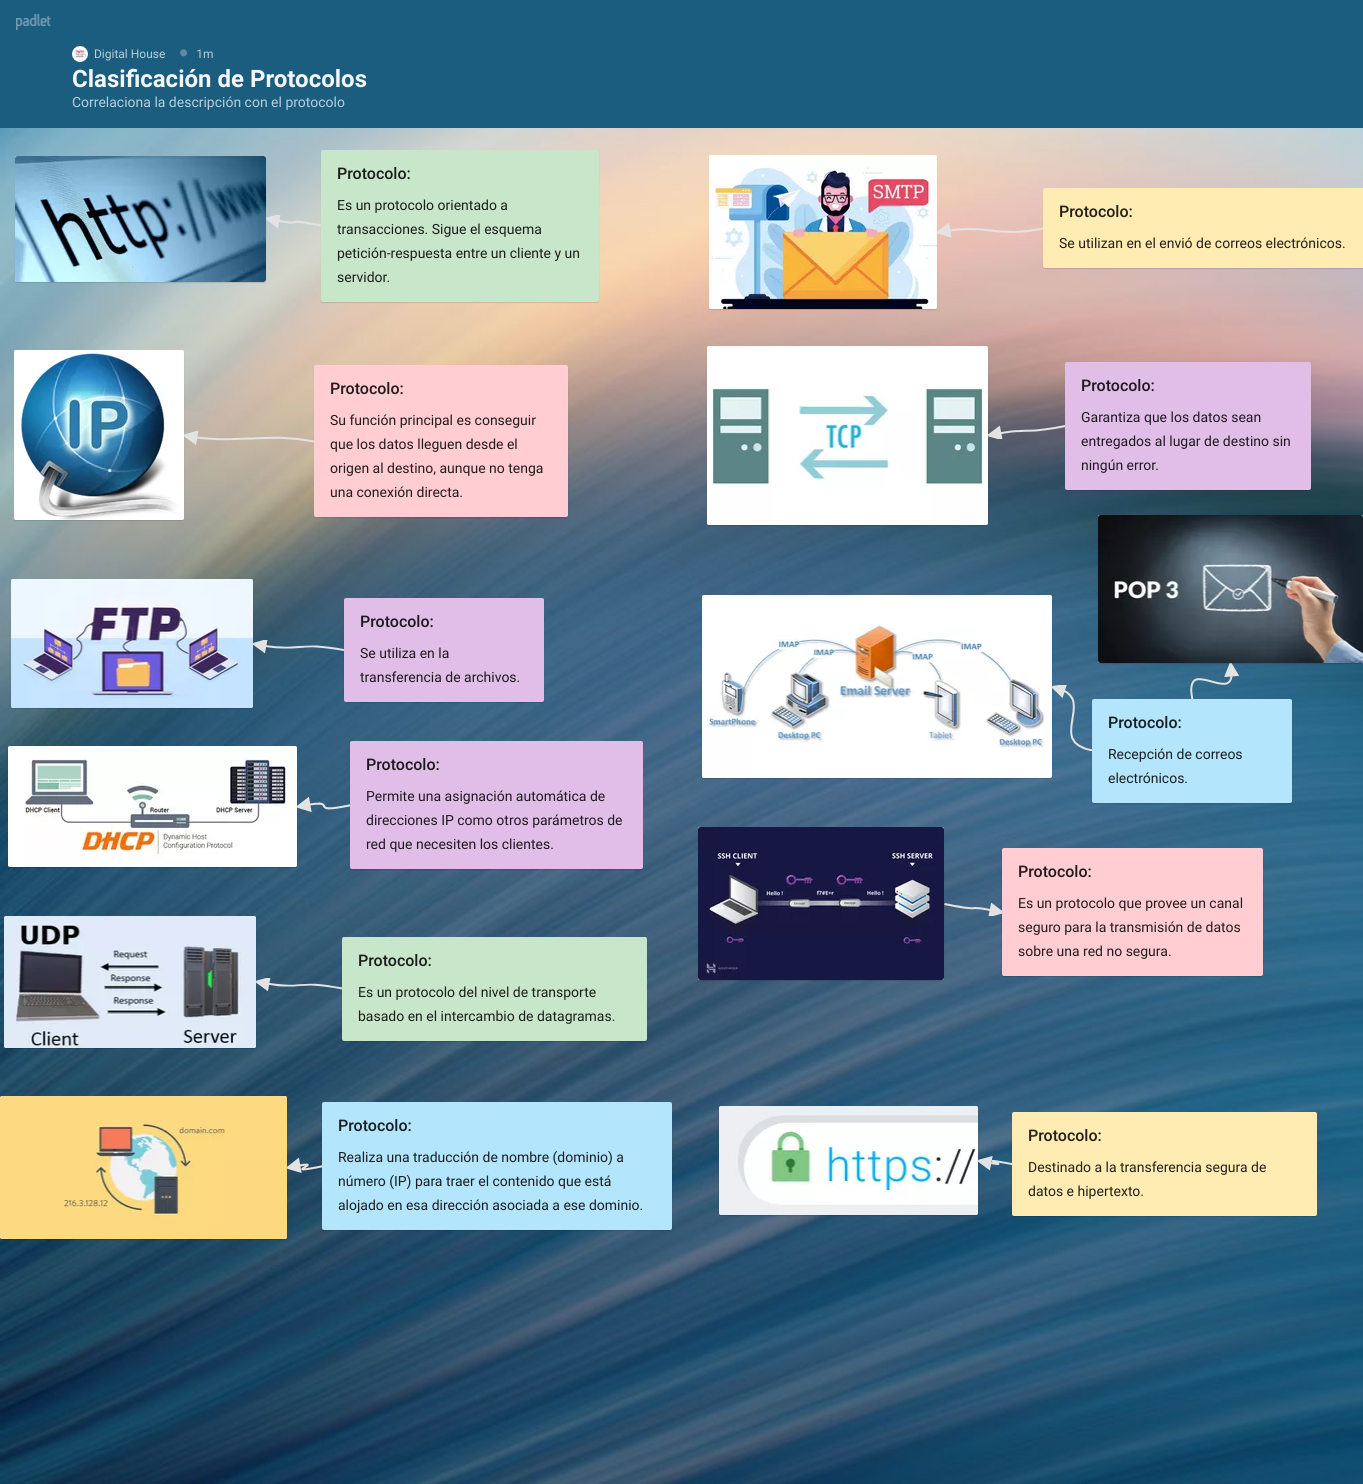 padlet
Digital House 1m
Clasificación de Protocolos
Correlaciona la descripción con el protocolo
http://www
Protocolo:
Es un protocolo orientado a
transacciones. Sigue el esquema
petición-respuesta entre un cliente y un
servidor.
SMTP
Protocolo:
Se utilizan en el envió de correos electrónicos.
IP
Protocolo:
Su función principal es conseguir
que los datos lleguen desde el
origen al destino, aunque no tenga
una conexión directa.
TCP
Protocolo:
Garantiza que los datos sean
entregados al lugar de destino sin
ningún error.
POP 3
FTP
Protocolo:
Se utiliza en la
transferencia de archivos.
IMAP
IMAP
IMAP
IMAP
Email Server
SmartPhone
Desktop PC
Tablet
Desktop PC
Protocolo:
Recepción de correos
electrónicos.
DHCP Client
Router
DHCP Server
DHCP
Dynamic Host
Configuration Protocol
Protocolo:
Permite una asignación automática de
direcciones IP como otros parámetros de
red que necesiten los clientes.
SSH CLIENT
SSH SERVER
Hello !
f7#E+r
Hello !
Protocolo:
Es un protocolo que provee un canal
seguro para la transmisión de datos
sobre una red no segura.
UDP
Request
Response
Response
Client
Server
Protocolo:
Es un protocolo del nivel de transporte
basado en el intercambio de datagramas.
domain.com
216.3.128.12
Protocolo:
Realiza una traducción de nombre (dominio) a
número (IP) para traer el contenido que está
alojado en esa dirección asociada a ese dominio.
https://
Protocolo:
Destinado a la transferencia segura de
datos e hipertexto.